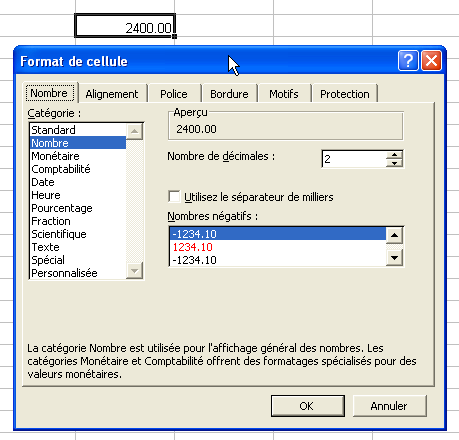 2400.00
Format de cellule
Nombre Alignement Police Bordure Motifs Protection
Catégorie :
Standard
Nombre
Monétaire
Comptabilité
Date
Heure
Pourcentage
Fraction
Scientifique
Texte
Spécial
Personnalisée
Aperçu
2400.00
Nombre de décimales : 2
Utilisez le séparateur de milliers
Nombres négatifs :
-1234.10
1234.10
-1234.10
La catégorie Nombre est utilisée pour l'affichage général des nombres. Les
catégories Monétaire et Comptabilité offrent des formatages spécialisés pour des
valeurs monétaires.
OK Annuler